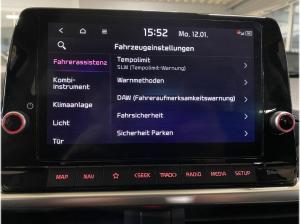 15:52 Mo. 12.01.
Fahrzeugeinstellungen
Fahrerassistenz
Kombi-
instrument
Klimaanlage
Licht
Tür
Tempolimit
SLW (Tempolimit-Warnung)
Warnmethoden
DAW (Fahreraufmerksamkeitswarnung)
Fahrsicherheit
Sicherheit Parken
MAP NAV <SEEK TRACK> RADIO MEDIA SETUP